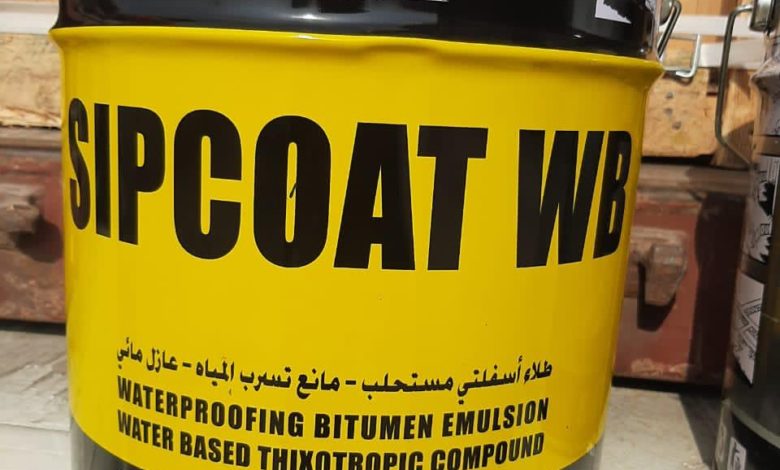 SIPCOAT WB
طلاء أسفلتي مستحلب - مانع تسرب المياه - عازل مائي
WATERPROOFING BITUMEN EMULSION
WATER BASED THIXOTROPIC COMPOUND